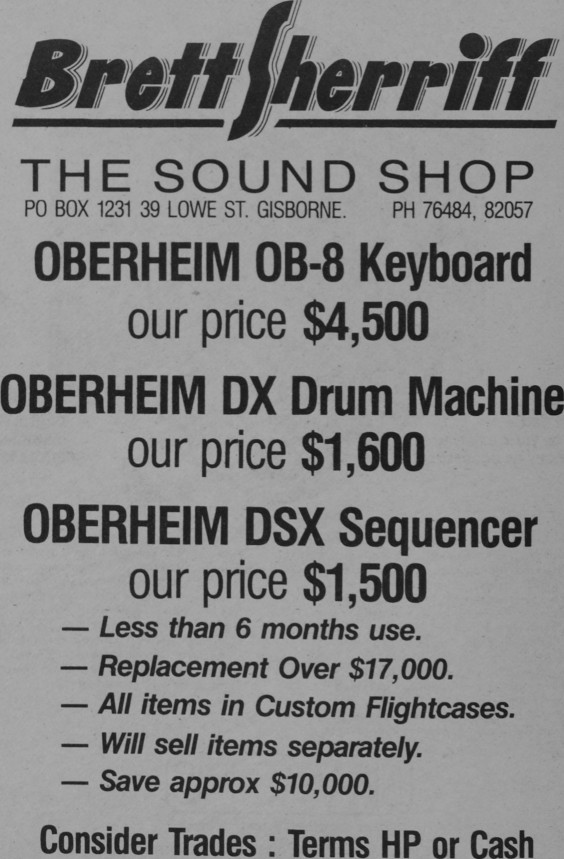 Brett Sherriff
THE SOUND SHOP
PO BOX 1231 39 LOWE ST. GISBORNE. PH 76484, 82057
OBERHEIM OB-8 Keyboard
our price $4,500
OBERHEIM DX Drum Machine
our price $1,600
OBERHEIM DSX Sequencer
our price $1,500
— Less than 6 months use.
— Replacement Over $17,000.
— All items in Custom Flightcases.
— Will sell items separately.
— Save approx $10,000.
Consider Trades : Terms HP or Cash